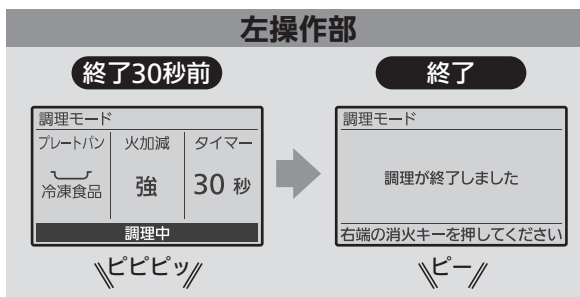 左操作部
終了30秒前
調理モード
プレートパン 火加減 タイマー
冷凍食品 強 30 秒
調理中
ピピピッ
終了
調理モード
調理が終了しました
右端の消火キーを押してください
ピー